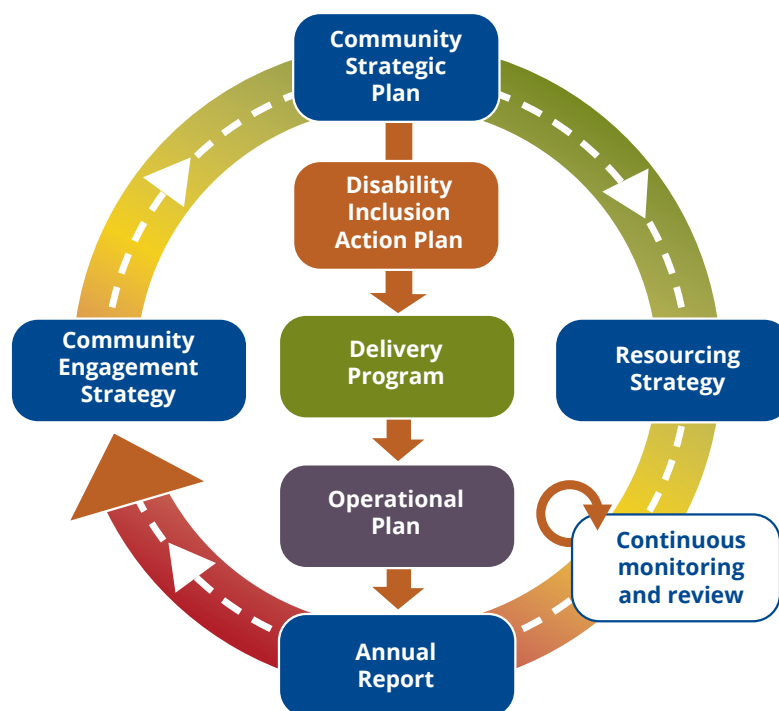 Community
Strategic
Plan
Disability
Inclusion
Action Plan
Community
Engagement
Strategy
Delivery
Program
Resourcing
Strategy
Operational
Plan
Continuous
monitoring
and review
Annual
Report